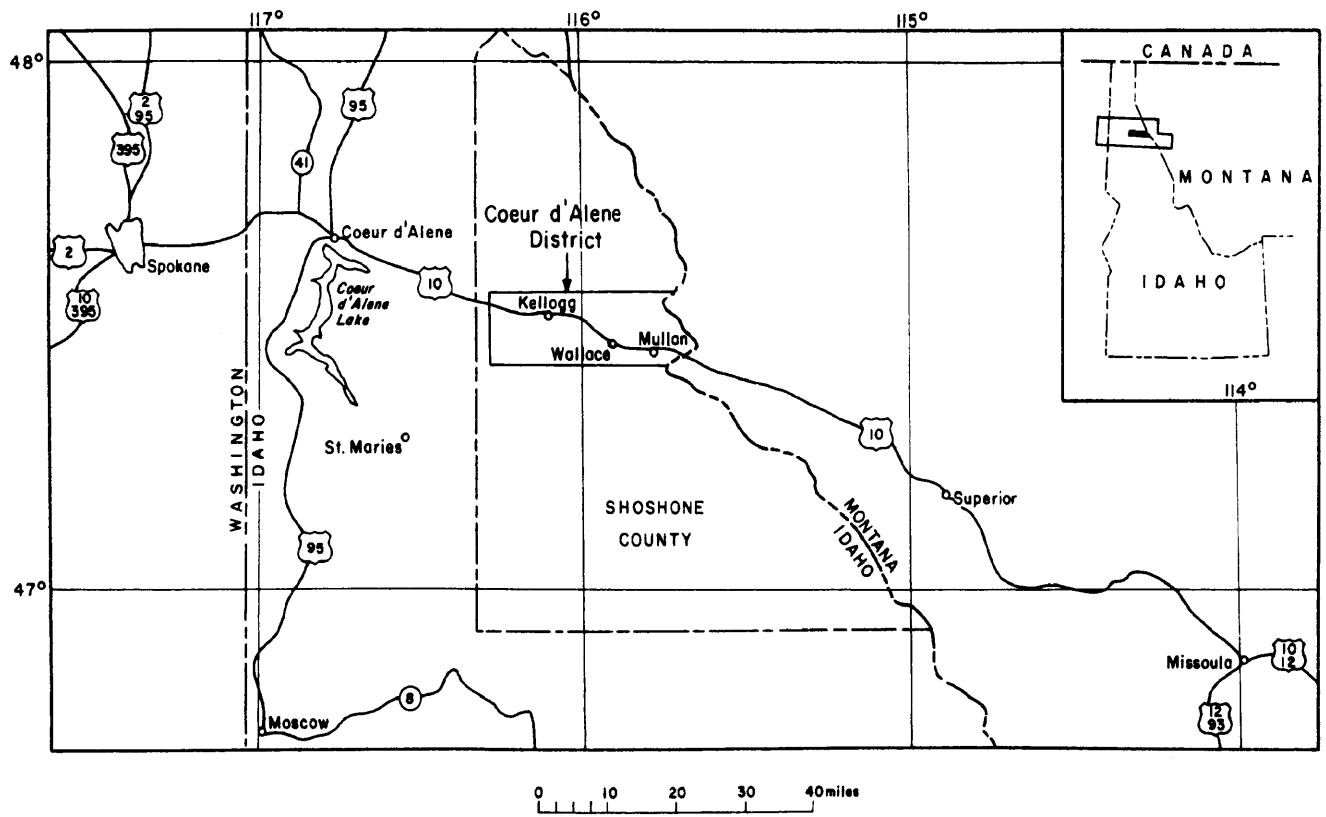 117°
116°
115°
48°
CANADA
MONTANA
IDAHO
114°
2
95
395
95
41
Coeur d'Alene
District
Coeur d'Alene
2
Spokane
10
395
10
Coeur
d'Alene
Lake
Kellogg
Mullan
Wallace
WASHINGTON
IDAHO
St. Maries
10
Superior
SHOSHONE
COUNTY
MONTANA
IDAHO
95
47°
Missoula
10
12
8
Moscow
12
93
0 10 20 30 40 miles